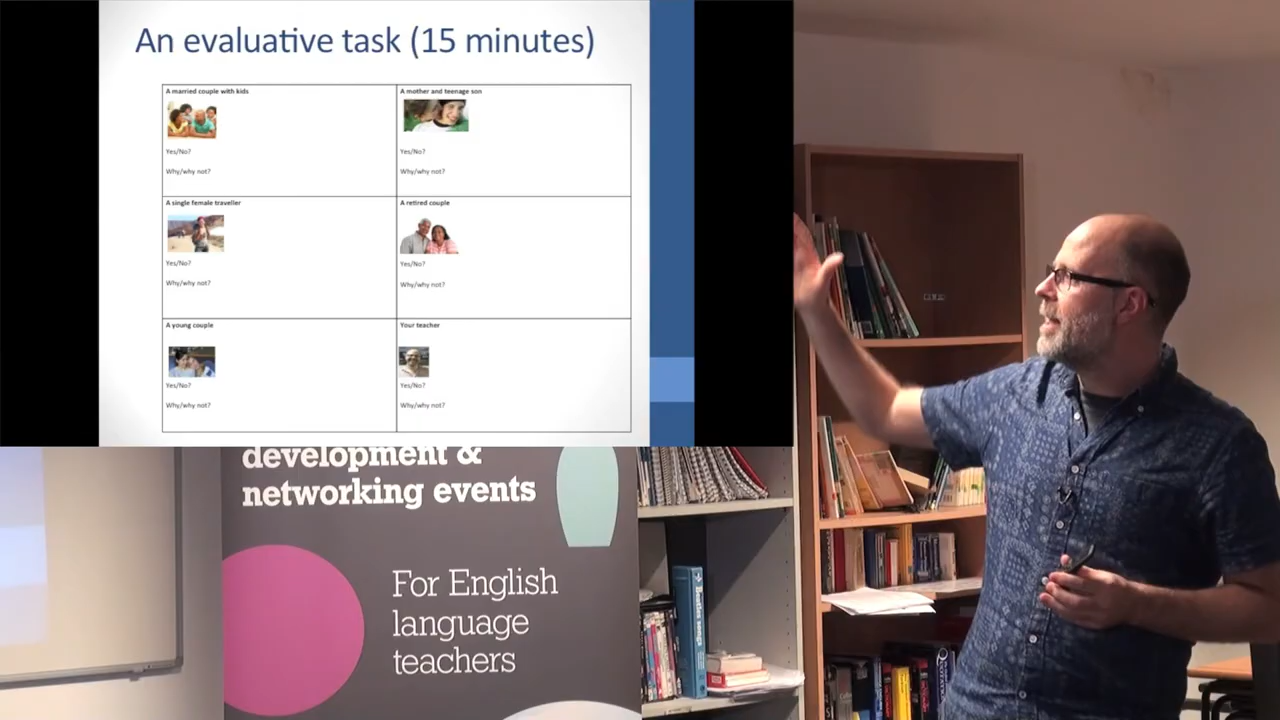 An evaluative task (15 minutes)
A married couple with kids
Yes/No?
Why/why not?
A mother and teenage son
Yes/No?
Why/why not?
A single female traveller
Yes/No?
Why/why not?
A retired couple
Yes/No?
Why/why not?
A young couple
Yes/No?
Why/why not?
Your teacher
Yes/No?
Why/why not?
development &
networking events
For English
language
teachers